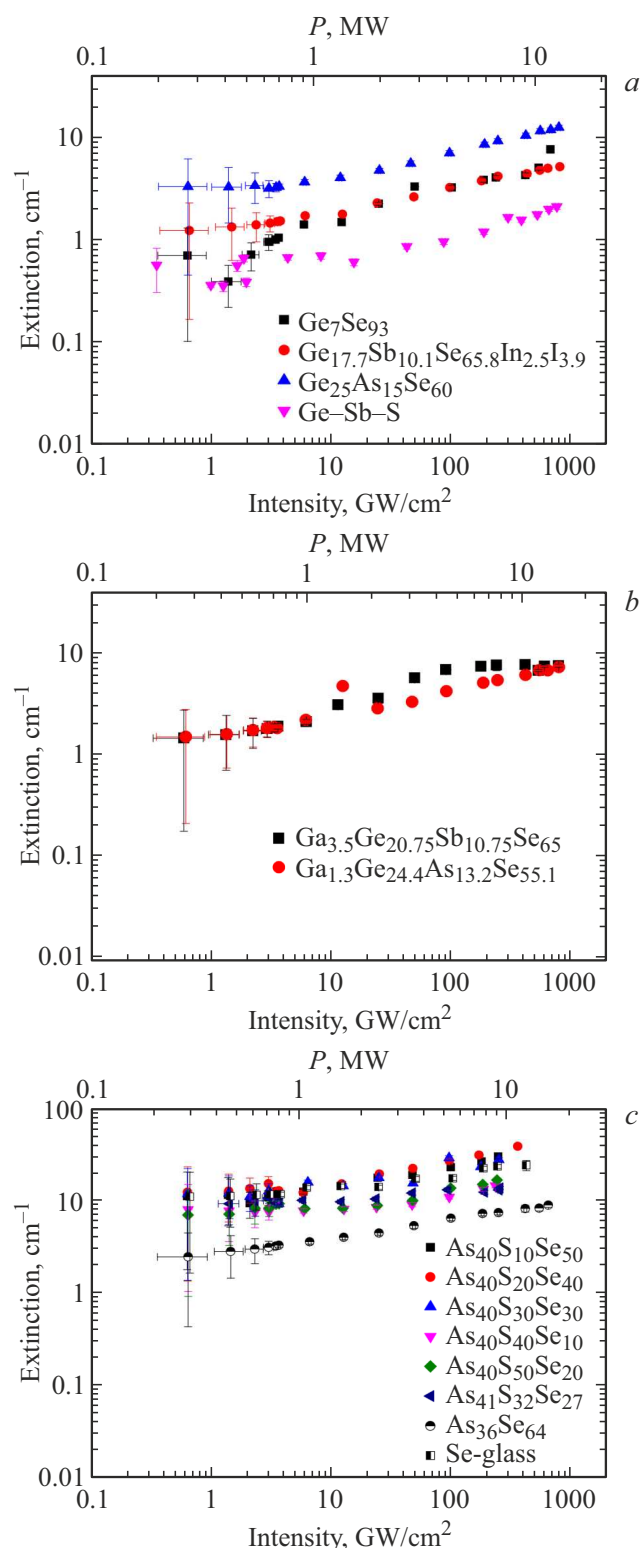 P, MW
0.1 1 10
a
10
1
0.1
0.01
Extinction, cm⁻¹
Ge₇Se₉₃
Ge₁₇.₇Sb₁₀.₁Se₆₅.₈In₂.₅I₃.₉
Ge₂₅As₁₅Se₆₀
Ge–Sb–S
0.1 1 10 100 1000
Intensity, GW/cm²
P, MW
0.1 1 10
b
10
1
0.1
0.01
Extinction, cm⁻¹
Ga₃.₅Ge₂₀.₇₅Sb₁₀.₇₅Se₆₅
Ga₁.₃Ge₂₄.₄As₁₃.₂Se₅₅.₁
0.1 1 10 100 1000
Intensity, GW/cm²
P, MW
0.1 1 10
c
100
10
1
0.1
0.01
Extinction, cm⁻¹
As₄₀S₁₀Se₅₀
As₄₀S₂₀Se₄₀
As₄₀S₃₀Se₃₀
As₄₀S₄₀Se₁₀
As₄₀S₅₀Se₂₀
As₄₁S₃₂Se₂₇
As₃₆Se₆₄
Se-glass
0.1 1 10 100 1000
Intensity, GW/cm²